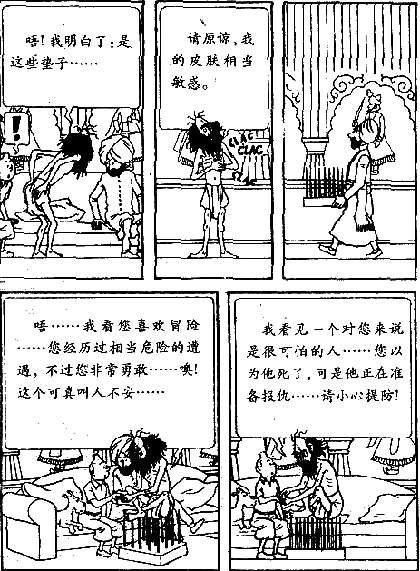 唔！我明白了：是
这些垫子……
！
请原谅，我
的皮肤相当
敏感。
CLAC
CLAC
唔……我看您喜欢冒险
……您经历过相当危险的遭
遇，不过您非常勇敢……噢！
这个可真叫人不安……
我看见一个对您来说
是很可怕的人……您以
为他死了，可是他正在准
备报仇……请小心提防！